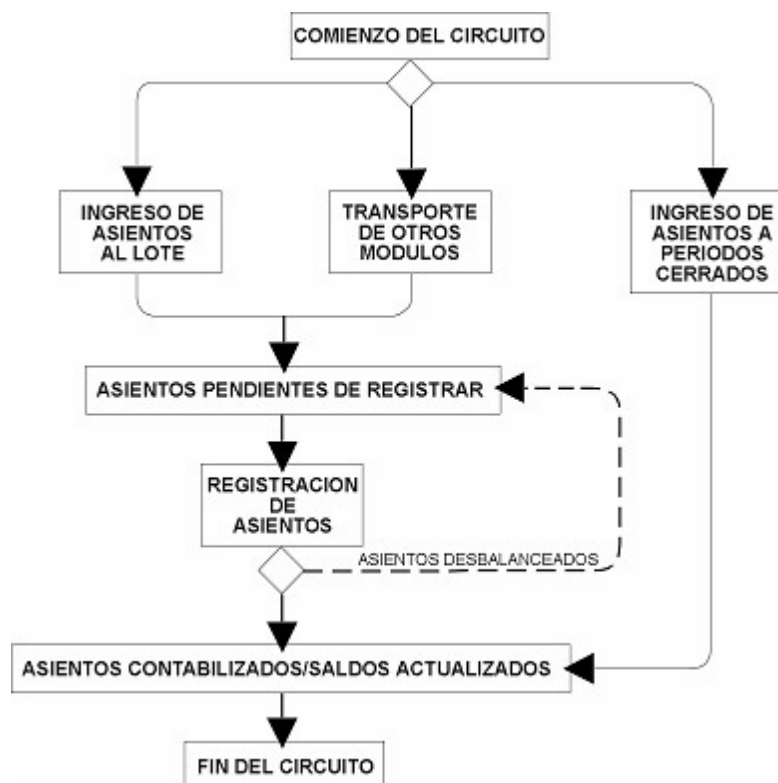 COMIENZO DEL CIRCUITO
INGRESO DE
ASIENTOS
AL LOTE
TRANSPORTE
DE OTROS
MODULOS
INGRESO DE
ASIENTOS A
PERIODOS
CERRADOS
ASIENTOS PENDIENTES DE REGISTRAR
REGISTRACION
DE
ASIENTOS
ASIENTOS DESBALANCEADOS
ASIENTOS CONTABILIZADOS/SALDOS ACTUALIZADOS
FIN DEL CIRCUITO